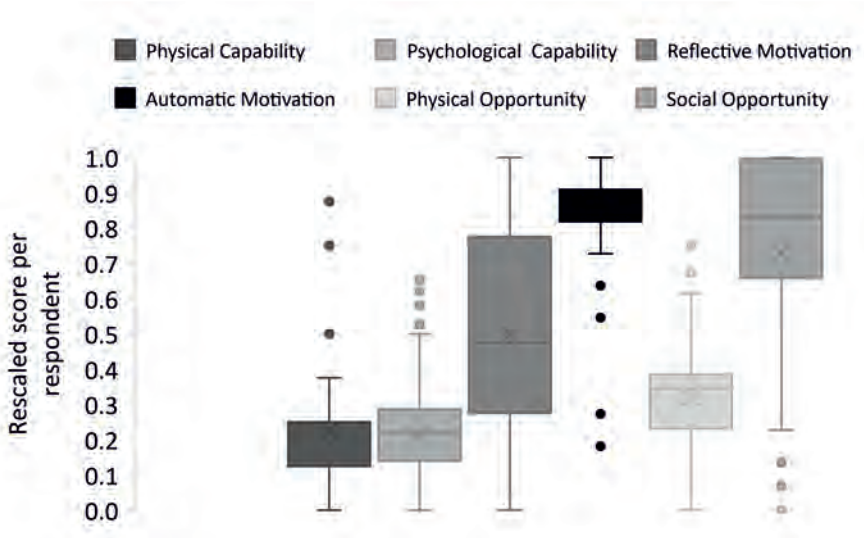 Physical Capability Psychological Capability Reflective Motivation
Automatic Motivation Physical Opportunity Social Opportunity
Rescaled score per
respondent
1.0
0.9
0.8
0.7
0.6
0.5
0.4
0.3
0.2
0.1
0.0